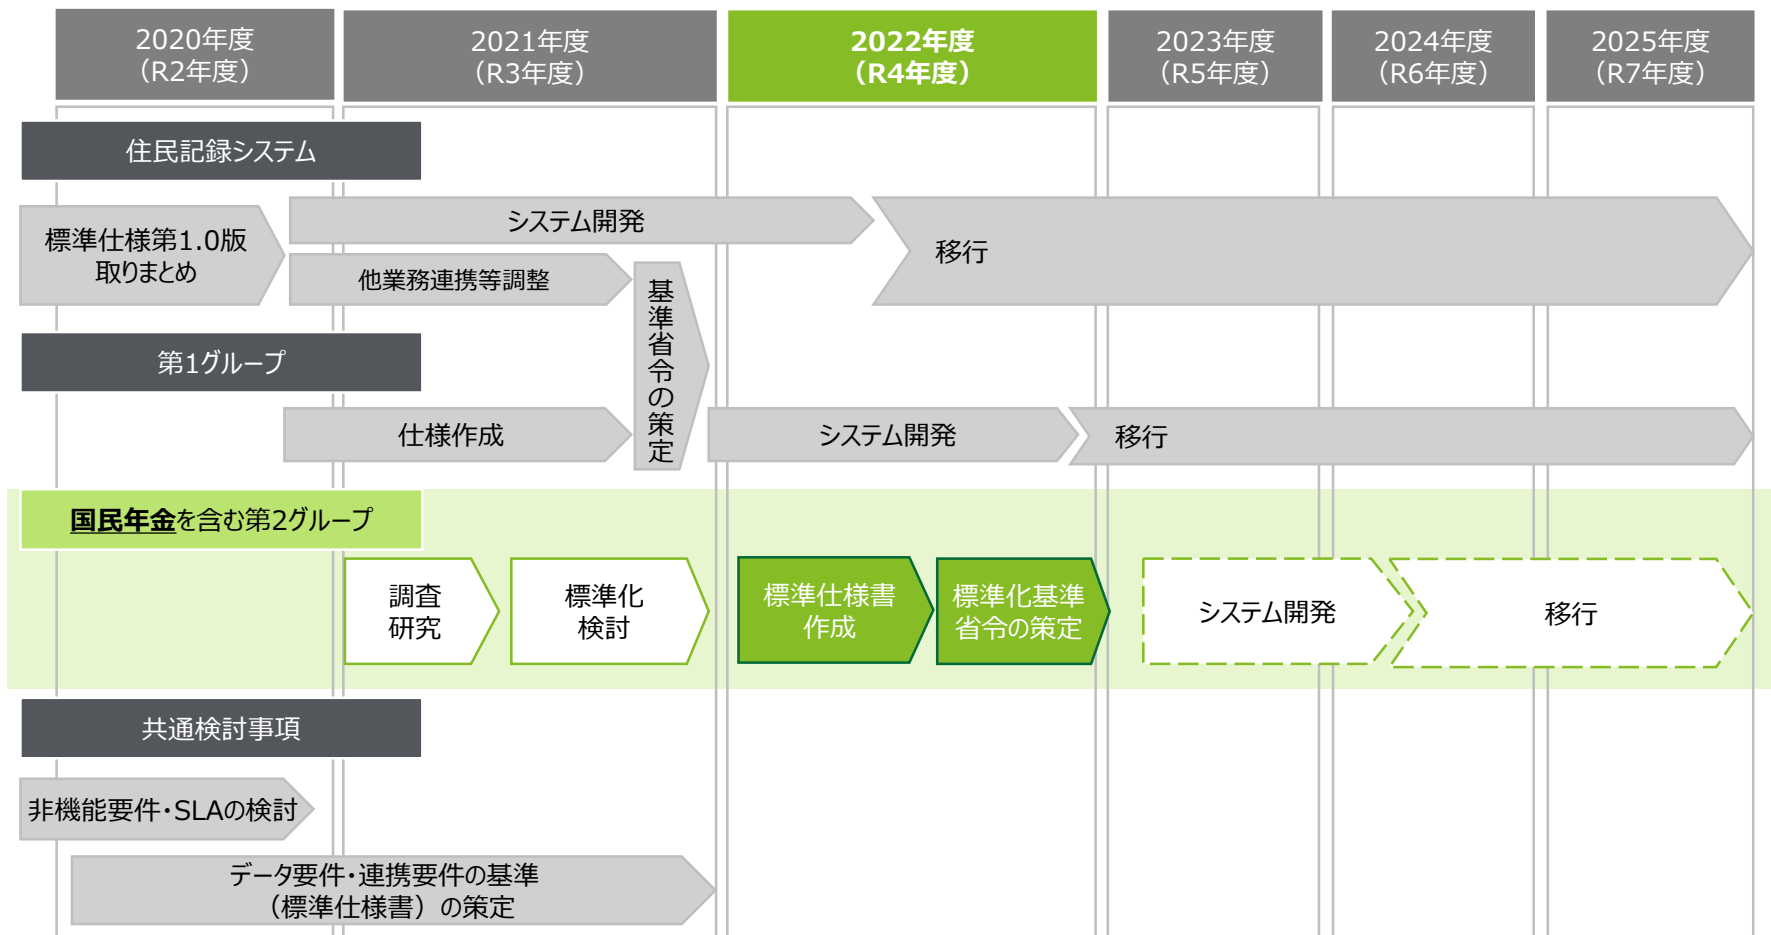 2020年度
（R2年度）
2021年度
（R3年度）
2022年度
（R4年度）
2023年度
（R5年度）
2024年度
（R6年度）
2025年度
（R7年度）
住民記録システム
標準仕様第1.0版
取りまとめ
システム開発
他業務連携等調整
移行
基準省令の策定
第1グループ
仕様作成
システム開発
移行
国民年金を含む第2グループ
調査
研究
標準化
検討
標準仕様書
作成
標準化基準
省令の策定
システム開発
移行
共通検討事項
非機能要件・SLAの検討
データ要件・連携要件の基準
（標準仕様書）の策定